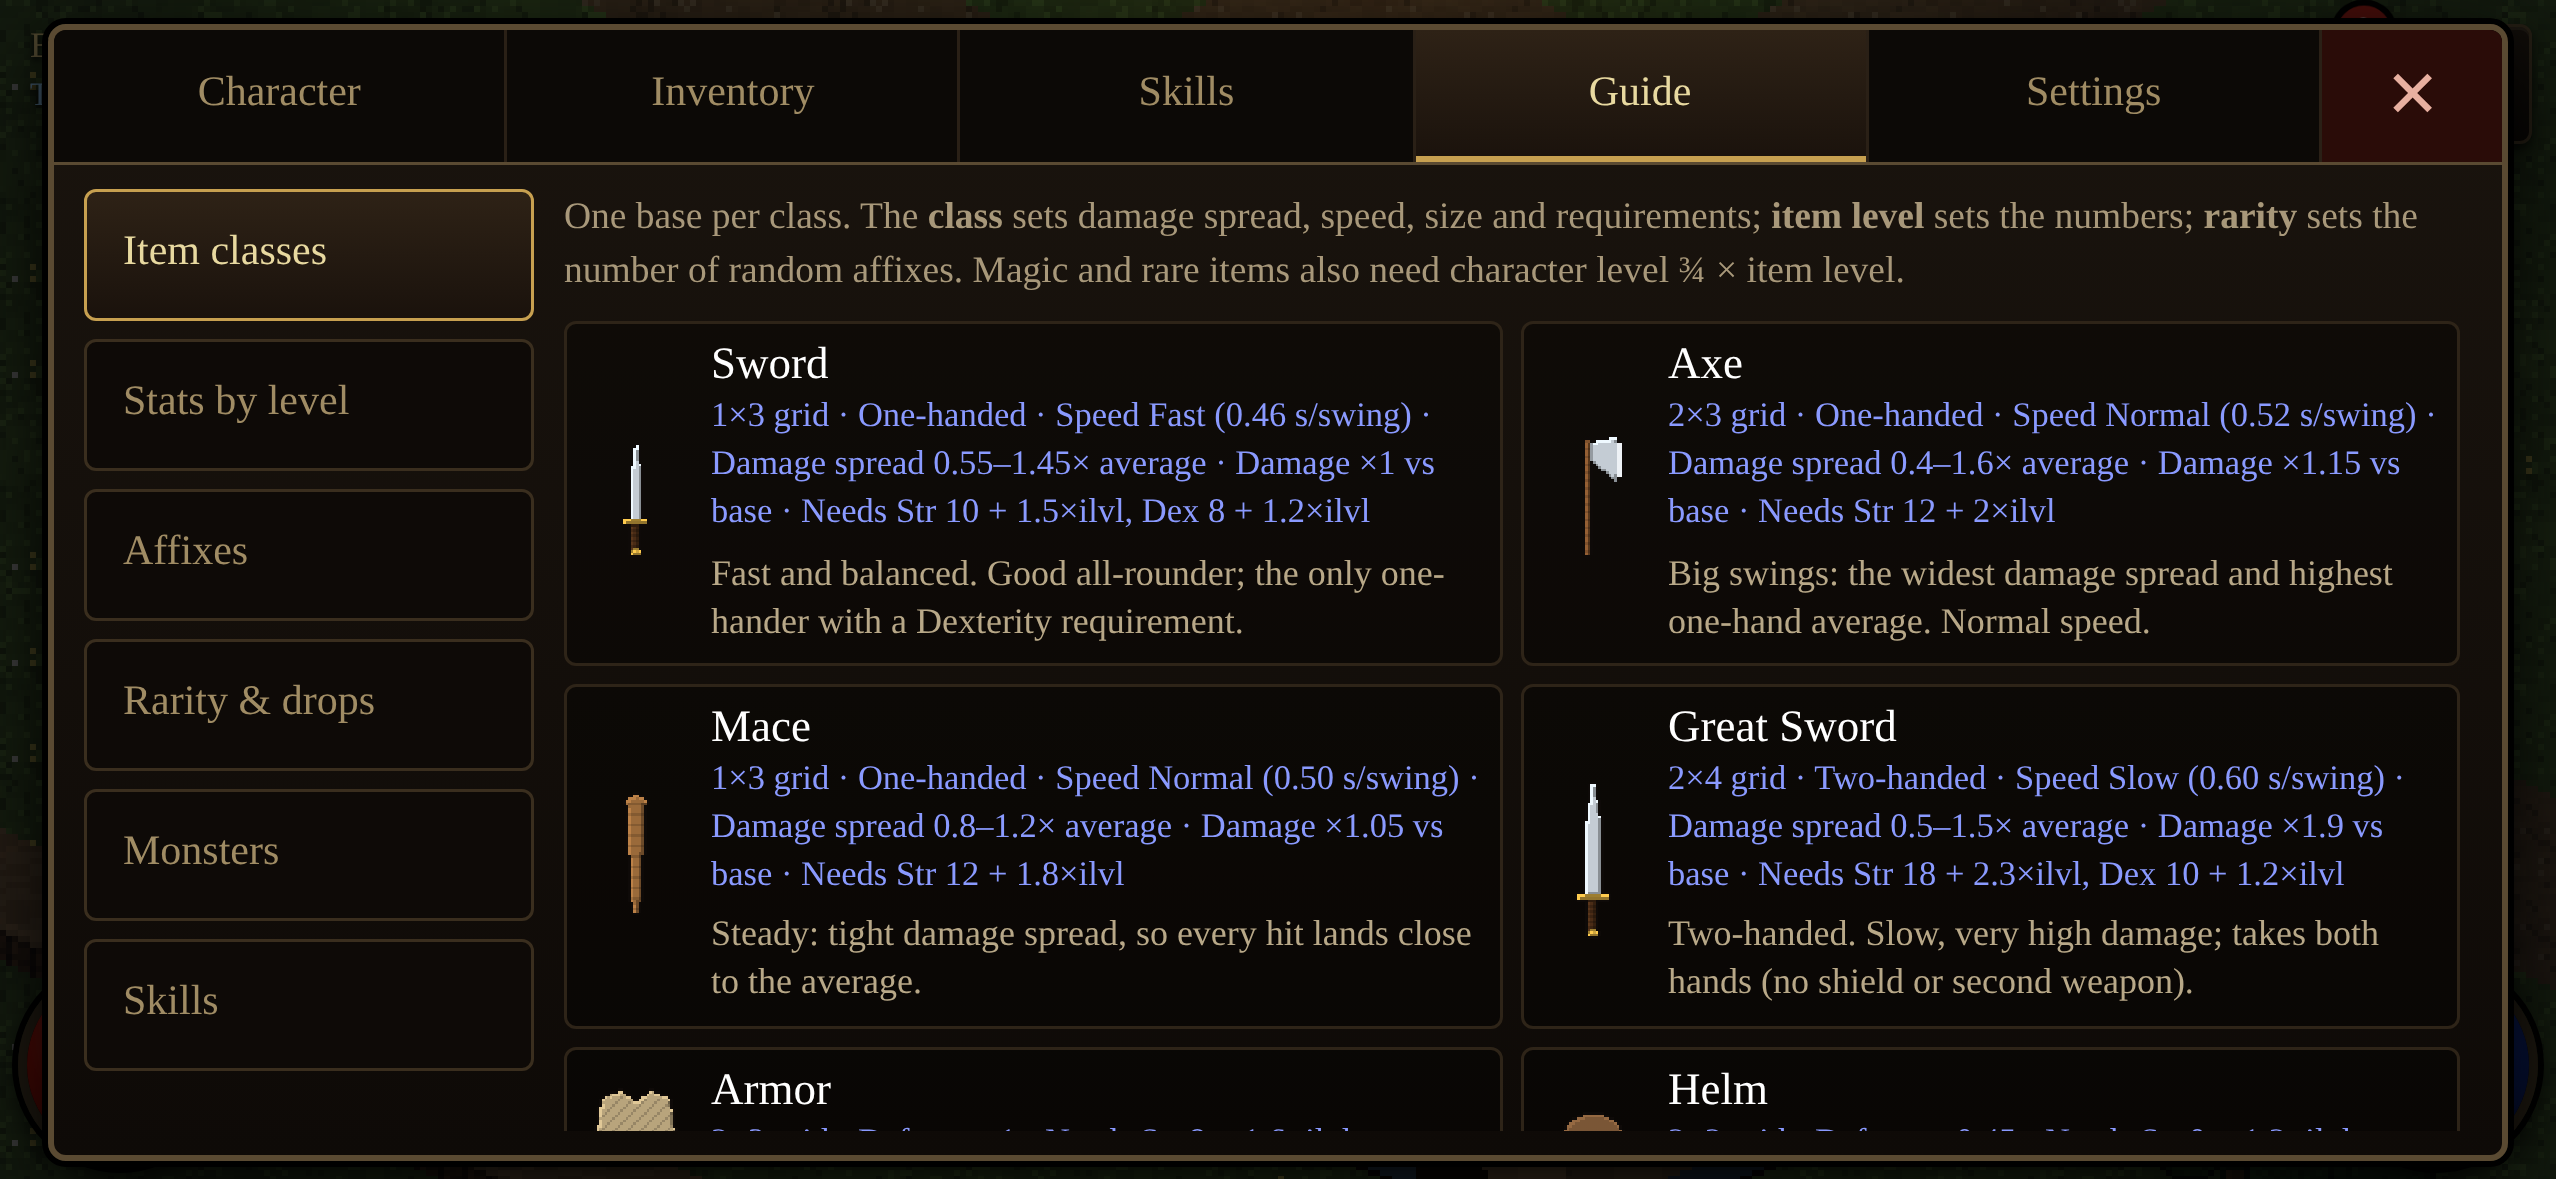 Character
Inventory
Skills
Guide
Settings
×
Item classes
Stats by level
Affixes
Rarity & drops
Monsters
Skills
One base per class. The class sets damage spread, speed, size and requirements; item level sets the numbers; rarity sets the
number of random affixes. Magic and rare items also need character level ¾ × item level.
Sword
1×3 grid · One-handed · Speed Fast (0.46 s/swing) ·
Damage spread 0.55–1.45× average · Damage ×1 vs
base · Needs Str 10 + 1.5×ilvl, Dex 8 + 1.2×ilvl
Fast and balanced. Good all-rounder; the only one-
hander with a Dexterity requirement.
Axe
2×3 grid · One-handed · Speed Normal (0.52 s/swing) ·
Damage spread 0.4–1.6× average · Damage ×1.15 vs
base · Needs Str 12 + 2×ilvl
Big swings: the widest damage spread and highest
one-hand average. Normal speed.
Mace
1×3 grid · One-handed · Speed Normal (0.50 s/swing) ·
Damage spread 0.8–1.2× average · Damage ×1.05 vs
base · Needs Str 12 + 1.8×ilvl
Steady: tight damage spread, so every hit lands close
to the average.
Great Sword
2×4 grid · Two-handed · Speed Slow (0.60 s/swing) ·
Damage spread 0.5–1.5× average · Damage ×1.9 vs
base · Needs Str 18 + 2.3×ilvl, Dex 10 + 1.2×ilvl
Two-handed. Slow, very high damage; takes both
hands (no shield or second weapon).
Armor
Helm